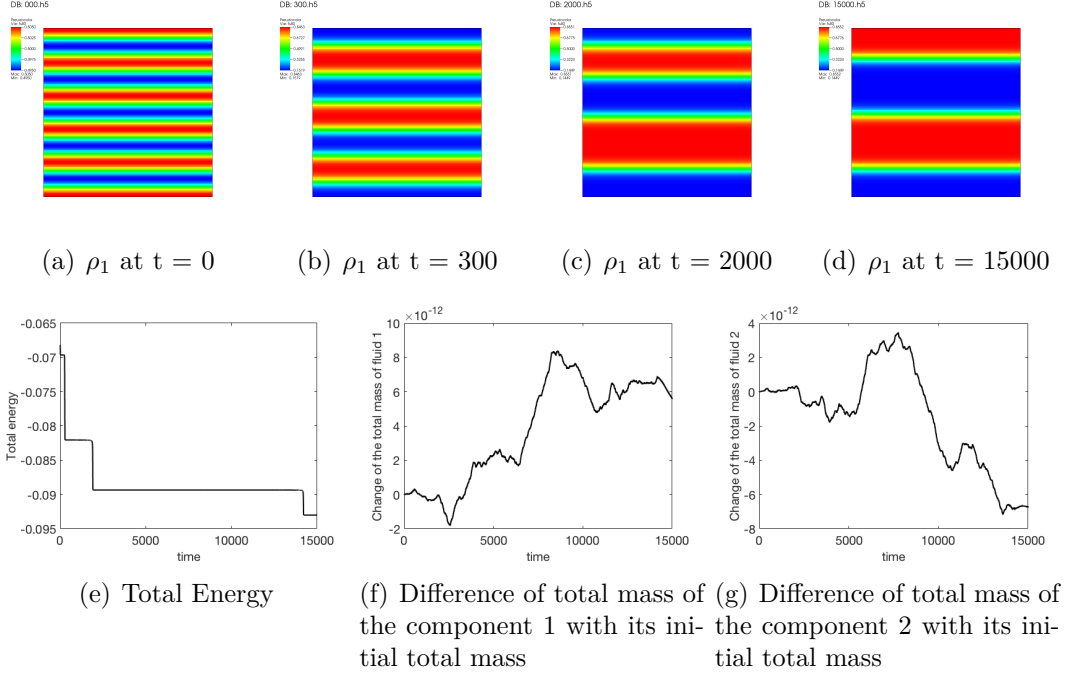 DB: 000.h5
DB: 300.h5
DB: 2000.h5
DB: 15000.h5
Pseudocolor
Pseudocolor
Pseudocolor
Pseudocolor
(a) ρ₁ at t = 0
(b) ρ₁ at t = 300
(c) ρ₁ at t = 2000
(d) ρ₁ at t = 15000
-0.065
-0.07
-0.075
-0.08
-0.085
-0.09
-0.095
Total energy
0 5000 10000 15000
time
×10⁻¹²
10
8
6
4
2
0
-2
Change of the total mass of fluid 1
0 5000 10000 15000
time
×10⁻¹²
4
2
0
-2
-4
-6
-8
Change of the total mass of fluid 2
0 5000 10000 15000
time
(e) Total Energy
(f) Difference of total mass of
the component 1 with its ini-
tial total mass
(g) Difference of total mass of
the component 2 with its ini-
tial total mass